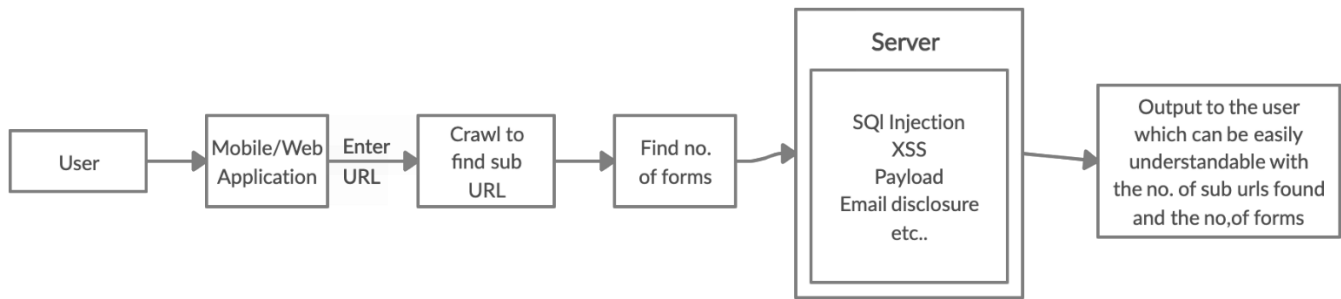 User
Mobile/Web
Application
Enter
URL
Crawl to
find sub
URL
Find no.
of forms
Server
SQl Injection
XSS
Payload
Email disclosure
etc..
Output to the user
which can be easily
understandable with
the no. of sub urls found
and the no,of forms